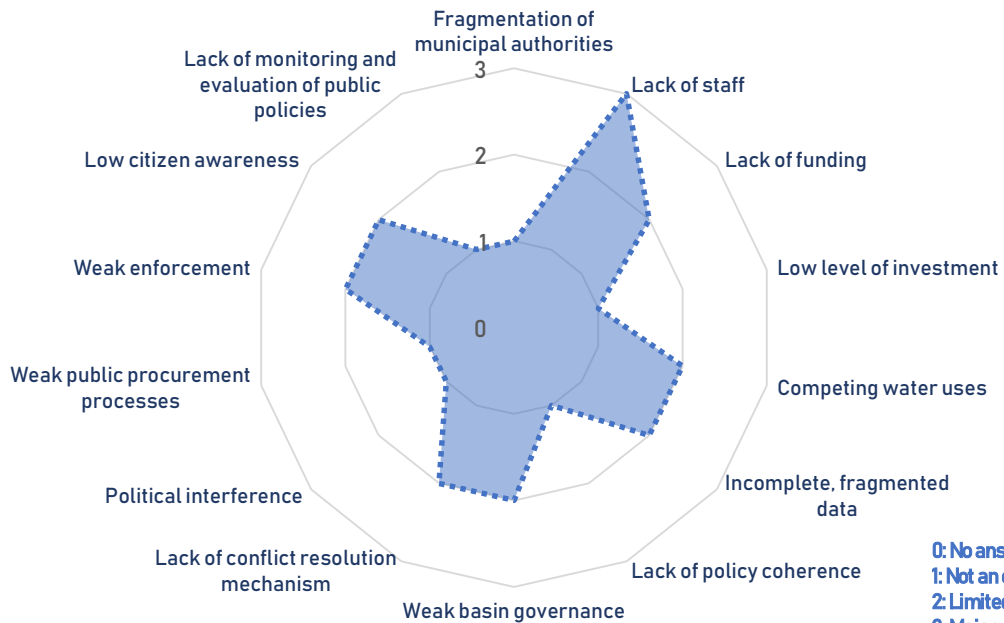 Fragmentation of
municipal authorities
Lack of monitoring and
evaluation of public
policies
3
Lack of staff
Low citizen awareness
2
Lack of funding
Weak enforcement
1
Low level of investment
0
Weak public procurement
processes
Competing water uses
Political interference
Incomplete, fragmented
data
Lack of conflict resolution
mechanism
Lack of policy coherence
Weak basin governance
0: No
1: Not an
2: Limited